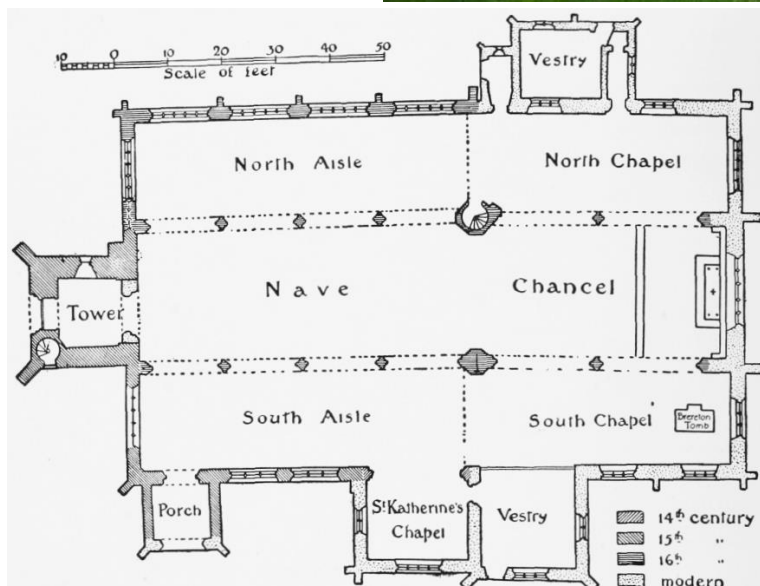 10 0 10 20 30 40 50
Scale of feet
Vestry
North Aisle
North Chapel
Nave
Chancel
Tower
South Aisle
South Chapel
Brereton
Tomb
Porch
St Katherine's
Chapel
Vestry
14th century
15th "
16th "
modern